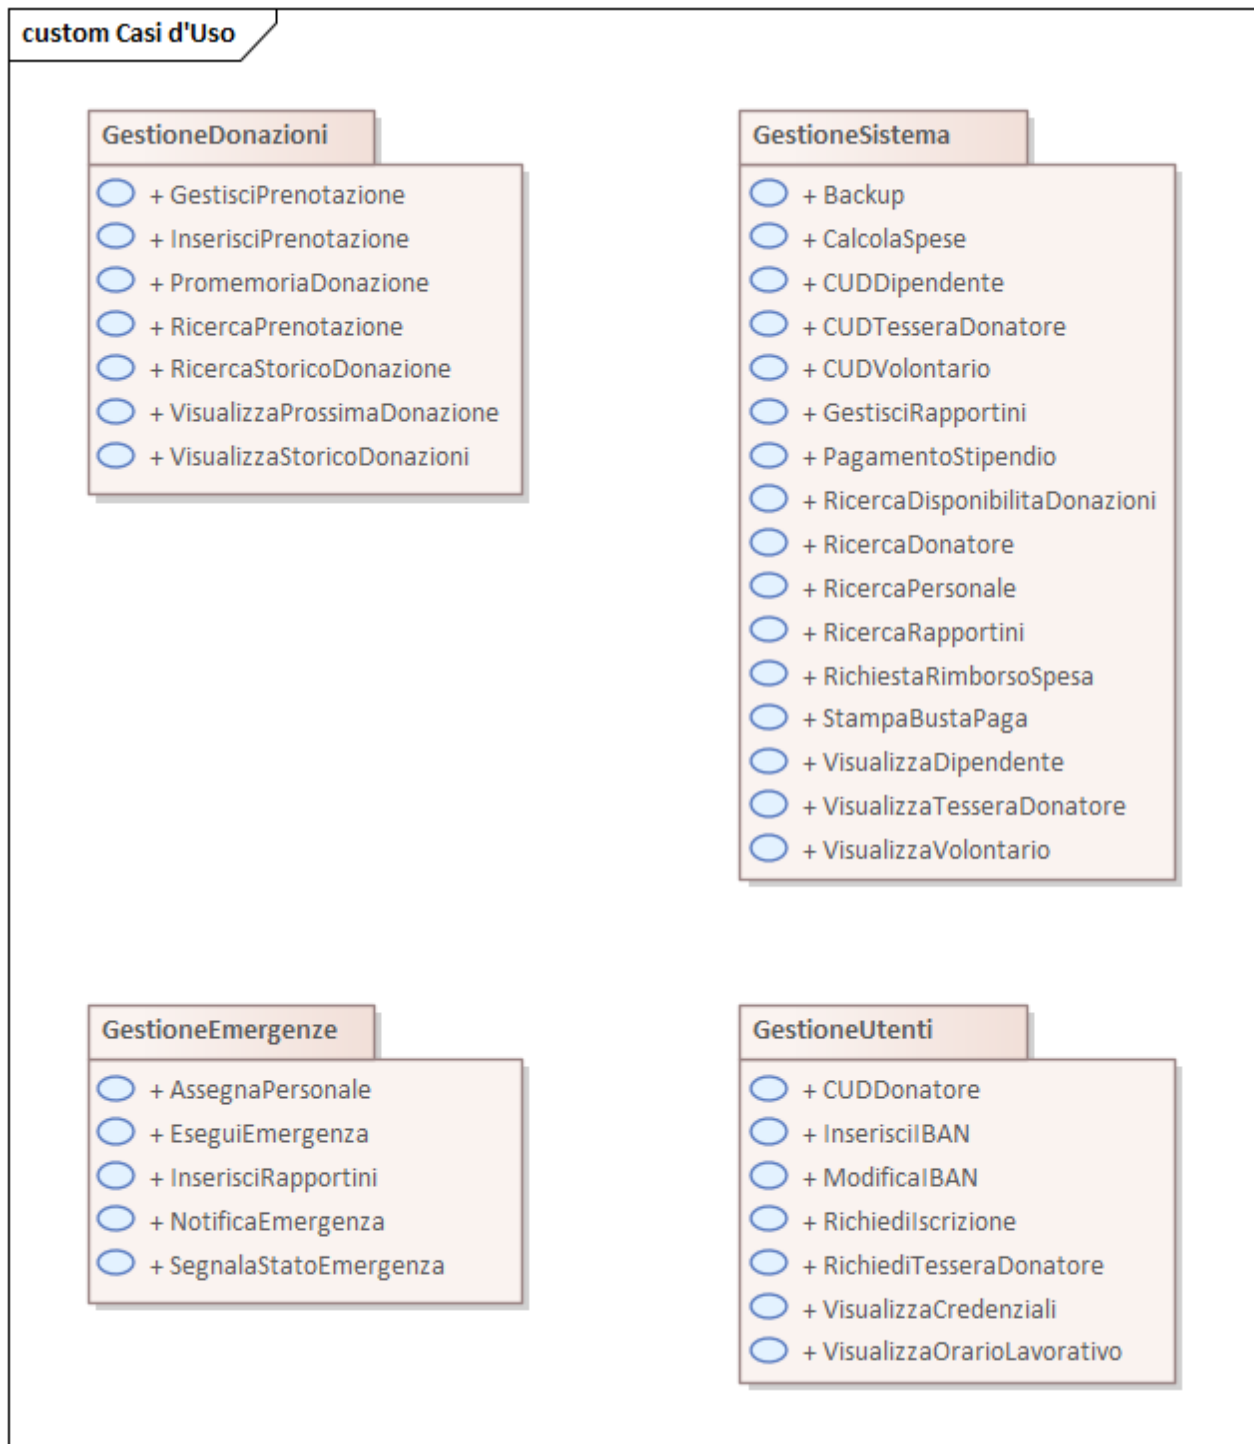 custom Casi d'Uso
GestioneDonazioni
+ GestisciPrenotazione
+ InserisciPrenotazione
+ PromemoriaDonazione
+ RicercaPrenotazione
+ RicercaStoricoDonazione
+ VisualizzaProssimaDonazione
+ VisualizzaStoricoDonazioni
GestioneSistema
+ Backup
+ CalcolaSpese
+ CUDDipendente
+ CUDTesseraDonatore
+ CUDVolontario
+ GestisciRapportini
+ PagamentoStipendio
+ RicercaDisponibilitaDonazioni
+ RicercaDonatore
+ RicercaPersonale
+ RicercaRapportini
+ RichiestaRimborsoSpesa
+ StampaBustaPaga
+ VisualizzaDipendente
+ VisualizzaTesseraDonatore
+ VisualizzaVolontario
GestioneEmergenze
+ AssegnaPersonale
+ EseguiEmergenza
+ InserisciRapportini
+ NotificaEmergenza
+ SegnalaStatoEmergenza
GestioneUtenti
+ CUDDonatore
+ InserisciIBAN
+ ModificaIBAN
+ RichiediIscrizione
+ RichiediTesseraDonatore
+ VisualizzaCredenziali
+ VisualizzaOrarioLavorativo